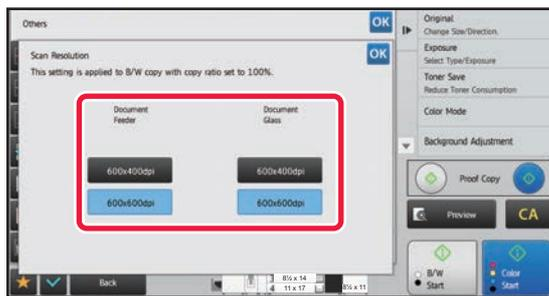 Others
OK
Scan Resolution
OK
This setting is applied to B/W copy with copy ratio set to 100%.
Document
Feeder
Document
Glass
600x400dpi
600x400dpi
600x600dpi
600x600dpi
Back
8½ x 14
11 x 17
8½ x 11
Original
Change Size/Direction.
Exposure
Select Type/Exposure
Toner Save
Reduce Toner Consumption
Color Mode
Background Adjustment
Proof Copy
Preview
CA
B/W
Start
Color
Start